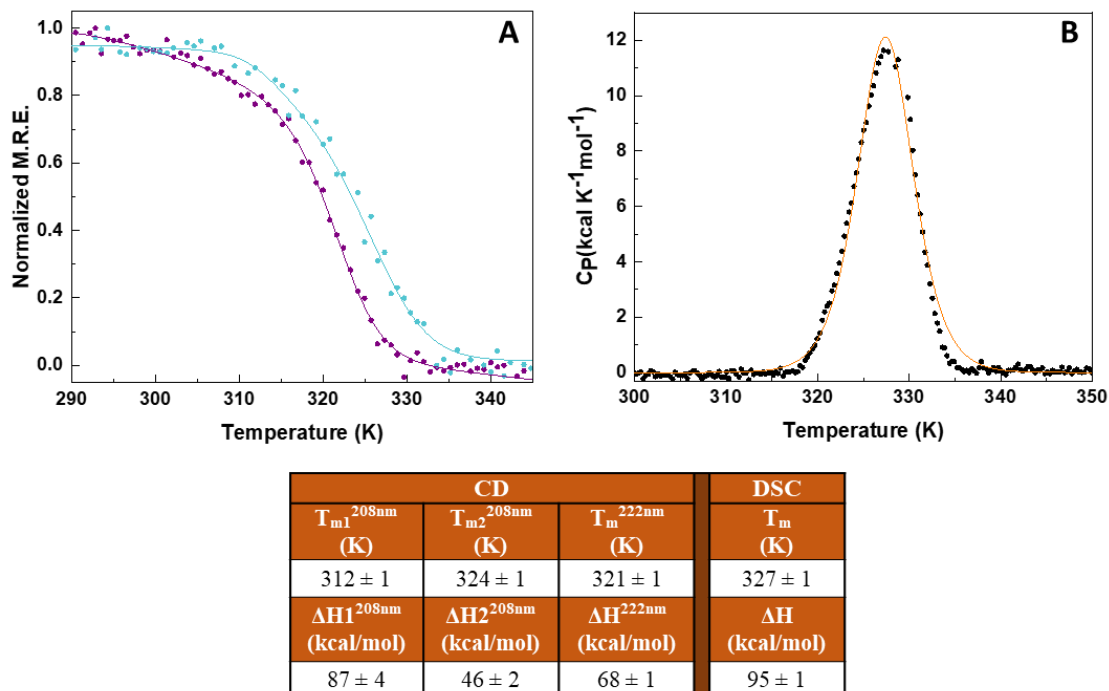 A
Normalized M.R.E.
1.0
0.8
0.6
0.4
0.2
0.0
290 300 310 320 330 340
Temperature (K)
B
Cp(kcal K⁻¹mol⁻¹)
12
10
8
6
4
2
0
300 310 320 330 340 350
Temperature (K)
CD DSC
Tm1²⁰⁸ⁿᵐ (K) Tm2²⁰⁸ⁿᵐ (K) Tm²²²ⁿᵐ (K) Tm (K)
312 ± 1 324 ± 1 321 ± 1 327 ± 1
ΔH1²⁰⁸ⁿᵐ (kcal/mol) ΔH2²⁰⁸ⁿᵐ (kcal/mol) ΔH²²²ⁿᵐ (kcal/mol) ΔH (kcal/mol)
87 ± 4 46 ± 2 68 ± 1 95 ± 1